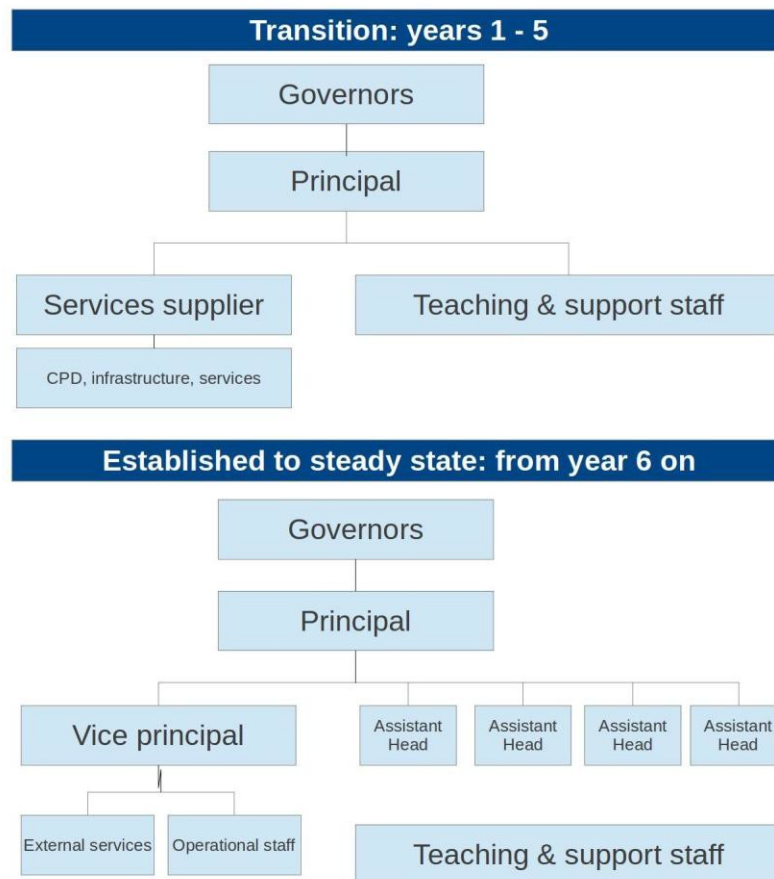 Transition: years 1 - 5
Governors
Principal
Services supplier
Teaching & support staff
CPD, infrastructure, services
Established to steady state: from year 6 on
Governors
Principal
Vice principal
Assistant
Head
Assistant
Head
Assistant
Head
Assistant
Head
External services
Operational staff
Teaching & support staff